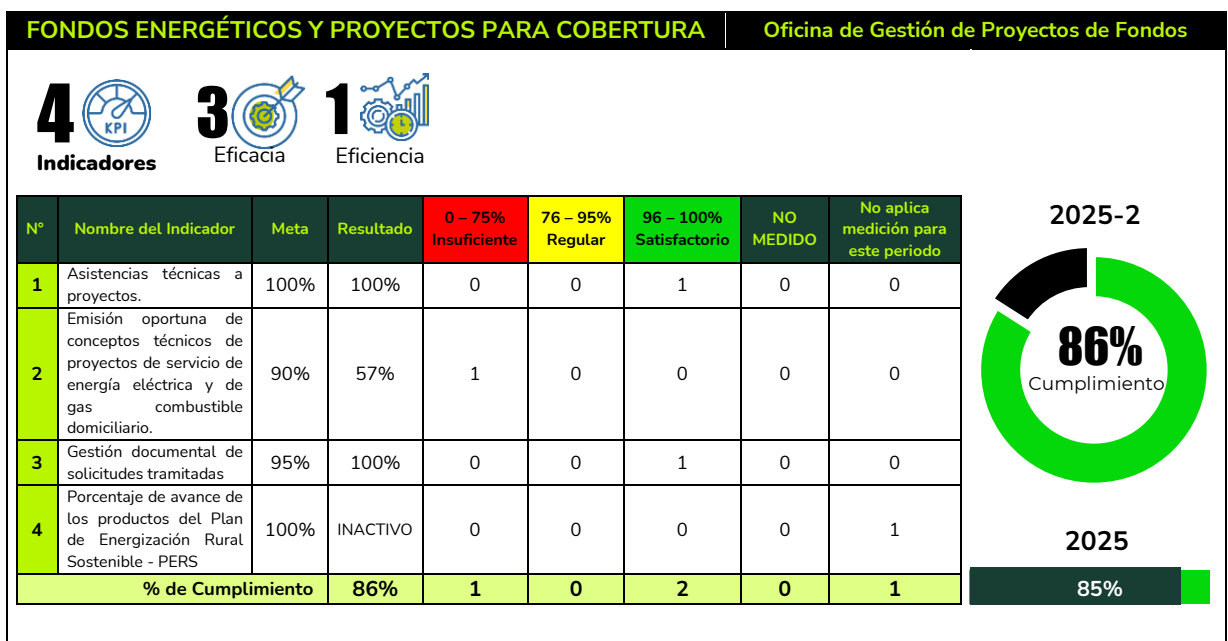 FONDOS ENERGÉTICOS Y PROYECTOS PARA COBERTURA
Oficina de Gestión de Proyectos de Fondos
4
KPI
Indicadores
3
Eficacia
1
Eficiencia
N° Nombre del Indicador Meta Resultado 0 – 75% Insuficiente 76 – 95% Regular 96 – 100% Satisfactorio NO MEDIDO No aplica medición para este periodo
1 Asistencias técnicas a proyectos. 100% 100% 0 0 1 0 0
2 Emisión oportuna de conceptos técnicos de proyectos de servicio de energía eléctrica y de gas combustible domiciliario. 90% 57% 1 0 0 0 0
3 Gestión documental de solicitudes tramitadas 95% 100% 0 0 1 0 0
4 Porcentaje de avance de los productos del Plan de Energización Rural Sostenible - PERS 100% INACTIVO 0 0 0 0 1
% de Cumplimiento 86% 1 0 2 0 1
2025-2
86%
Cumplimiento
2025
85%